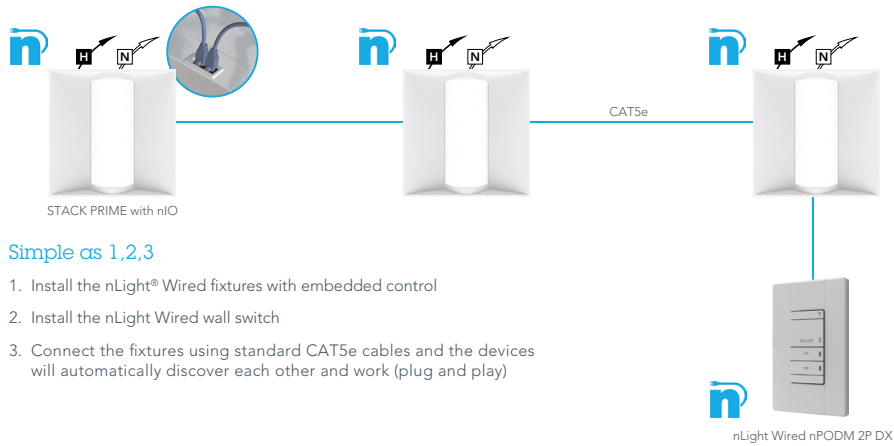 n H N n H N n H N
CAT5e
STACK PRIME with nIO
Simple as 1,2,3
1. Install the nLight® Wired fixtures with embedded control
2. Install the nLight Wired wall switch
3. Connect the fixtures using standard CAT5e cables and the devices
will automatically discover each other and work (plug and play)
On/Off
n
nLight Wired nPODM 2P DX